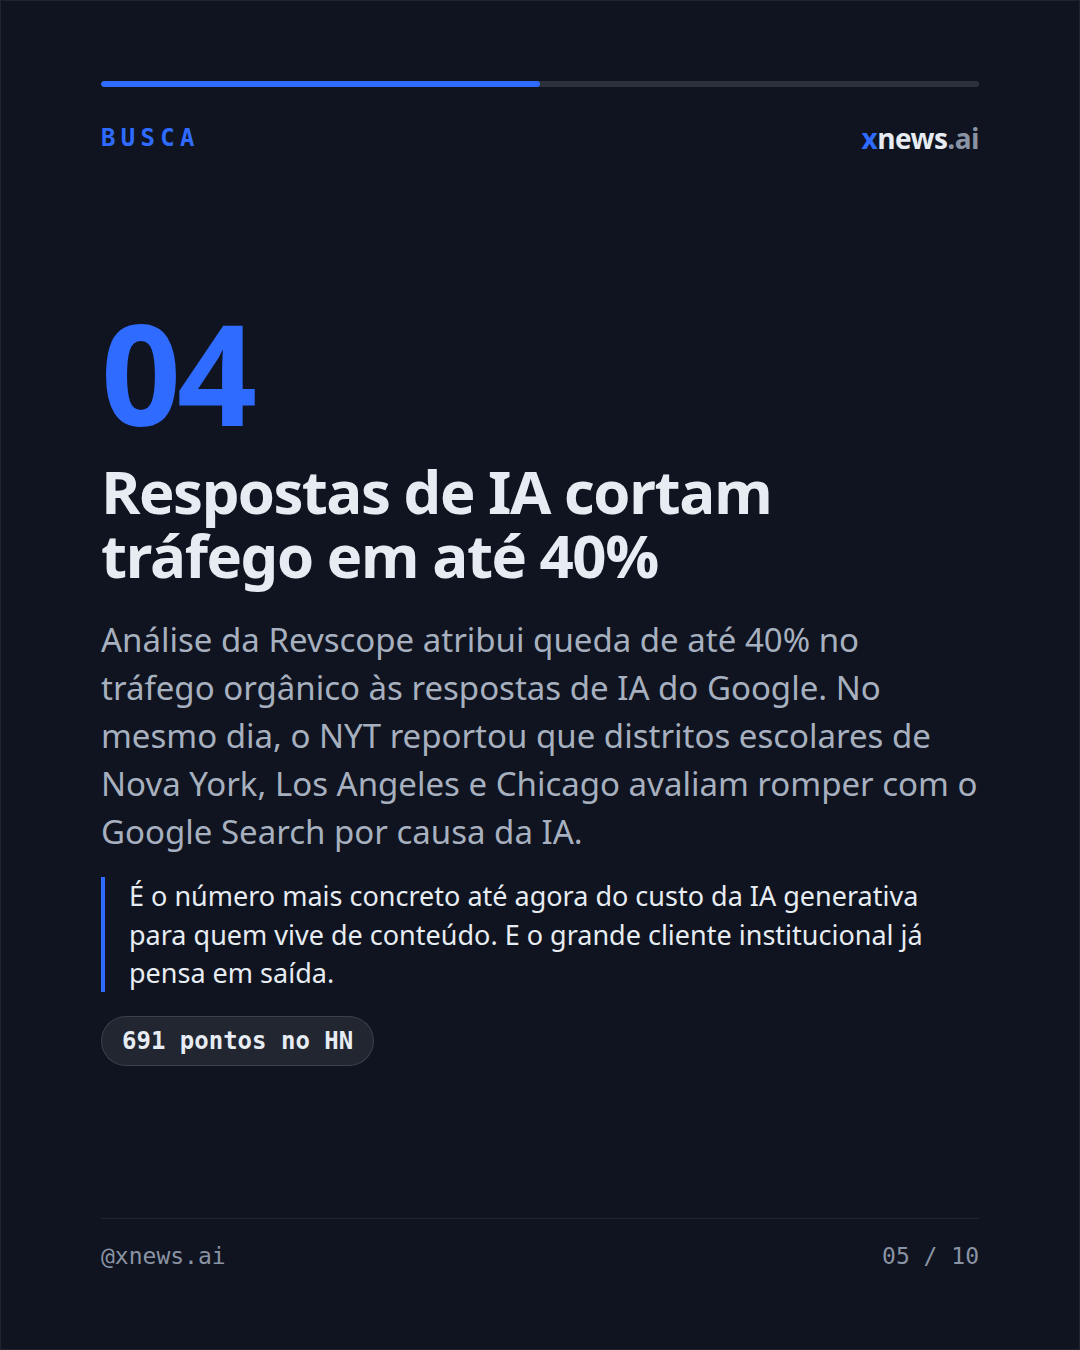 BUSCA
xnews.ai
04
Respostas de IA cortam
tráfego em até 40%
Análise da Revscope atribui queda de até 40% no
tráfego orgânico às respostas de IA do Google. No
mesmo dia, o NYT reportou que distritos escolares de
Nova York, Los Angeles e Chicago avaliam romper com o
Google Search por causa da IA.
É o número mais concreto até agora do custo da IA generativa
para quem vive de conteúdo. E o grande cliente institucional já
pensa em saída.
691 pontos no HN
@xnews.ai
05 / 10